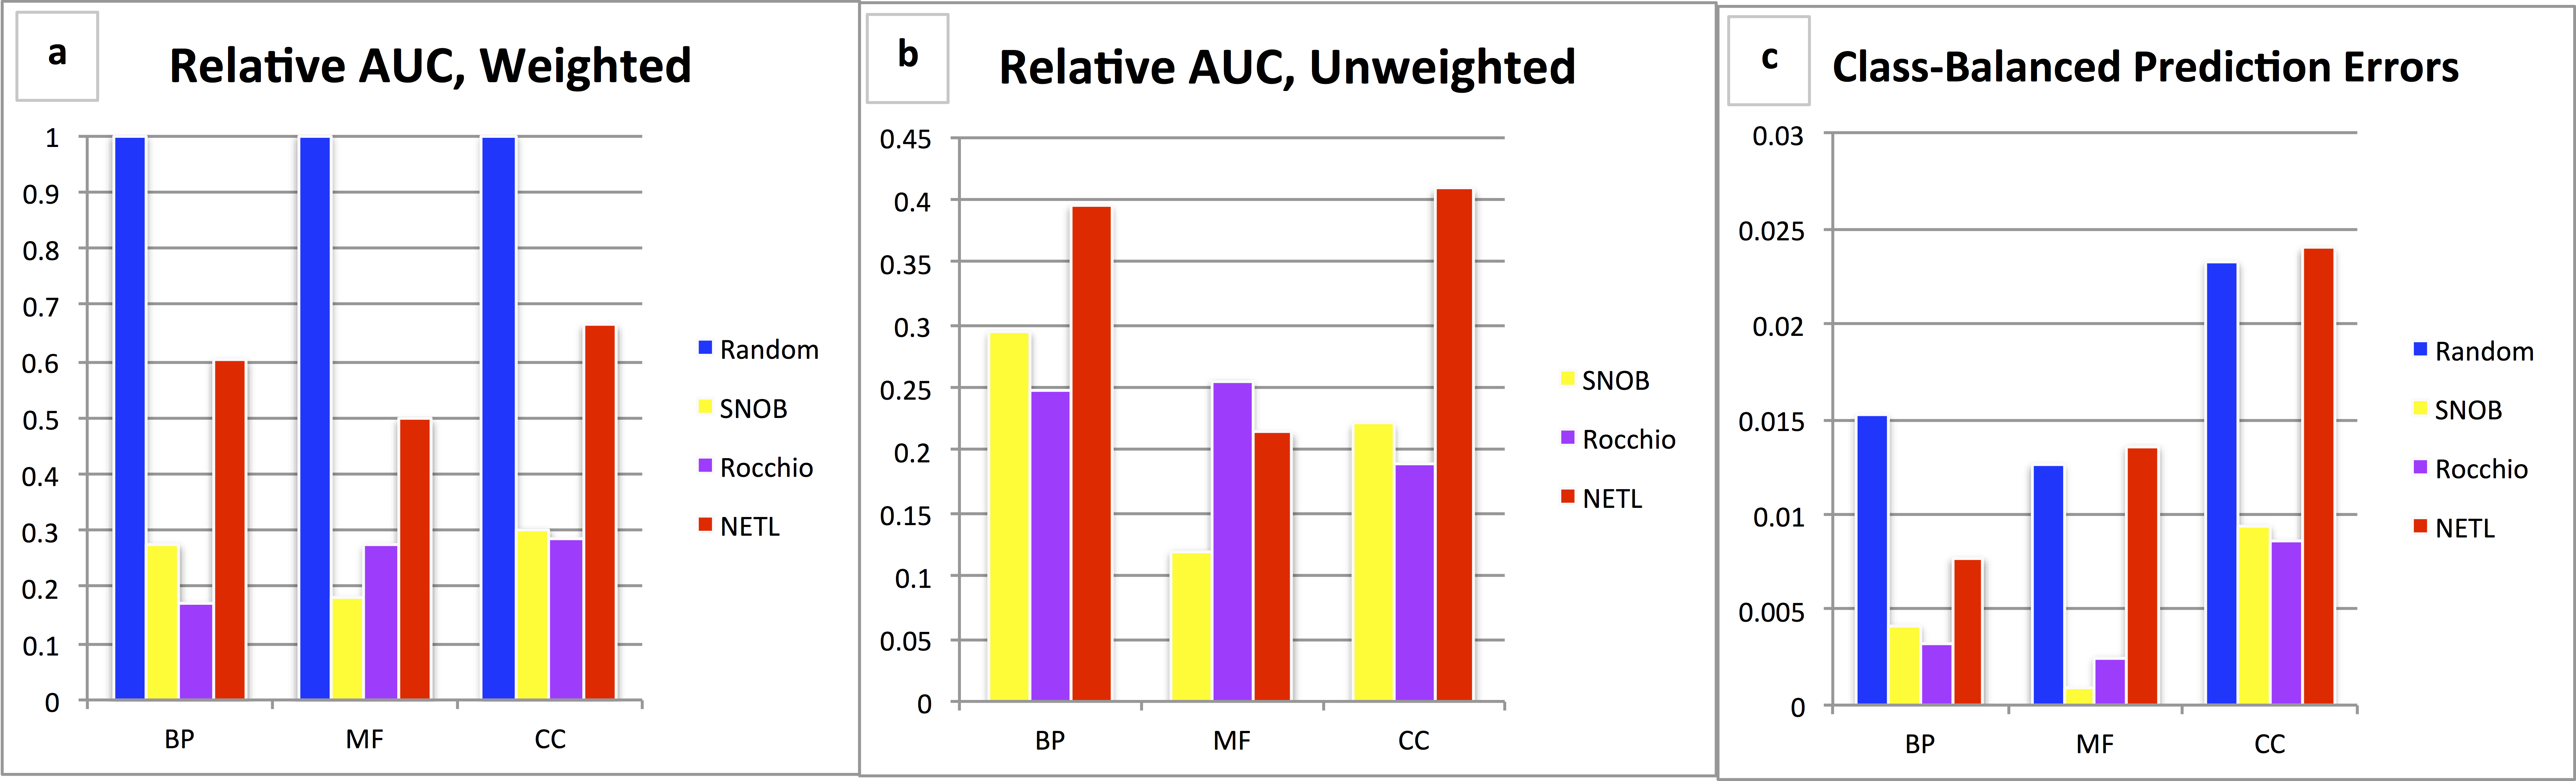 a
Relative AUC, Weighted
1
0.9
0.8
0.7
0.6
0.5
0.4
0.3
0.2
0.1
0
BP MF CC
Random
SNOB
Rocchio
NETL
b
Relative AUC, Unweighted
0.45
0.4
0.35
0.3
0.25
0.2
0.15
0.1
0.05
0
BP MF CC
SNOB
Rocchio
NETL
c
Class-Balanced Prediction Errors
0.03
0.025
0.02
0.015
0.01
0.005
0
BP MF CC
Random
SNOB
Rocchio
NETL